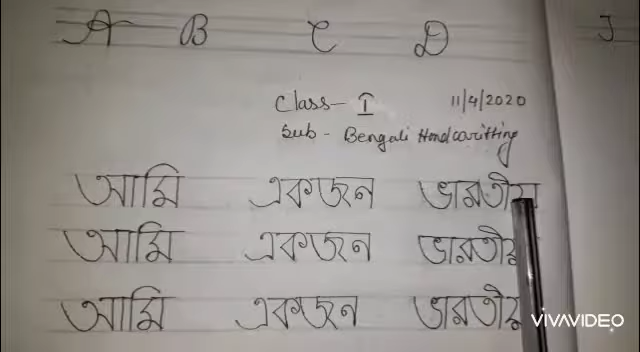 A B C D J
Class- I 11/4/2020
Sub - Bengali Handwritting
আমি একজন ভারতীয়
আমি একজন ভারতীয়
আমি একজন ভারতীয়
VIVAVIDEO